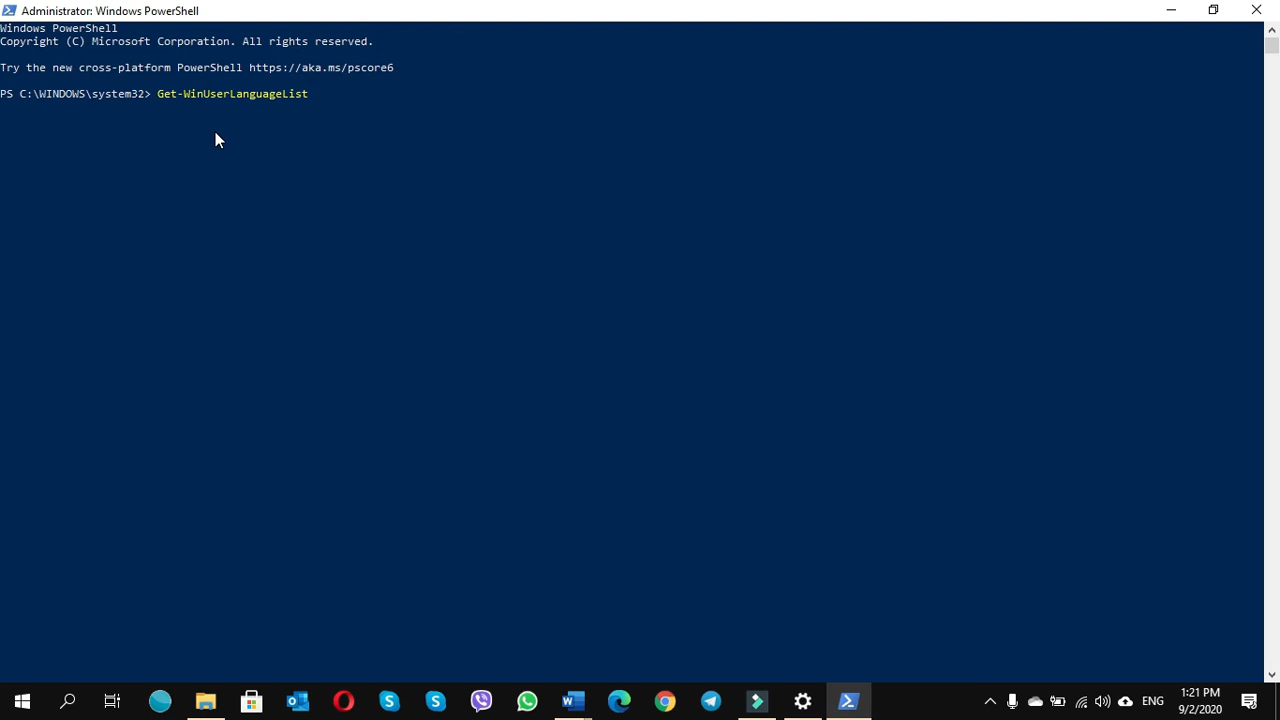 Administrator: Windows PowerShell
Windows PowerShell
Copyright (C) Microsoft Corporation. All rights reserved.
Try the new cross-platform PowerShell https://aka.ms/pscore6
PS C:\WINDOWS\system32> Get-WinUserLanguageList
ENG
1:21 PM
9/2/2020